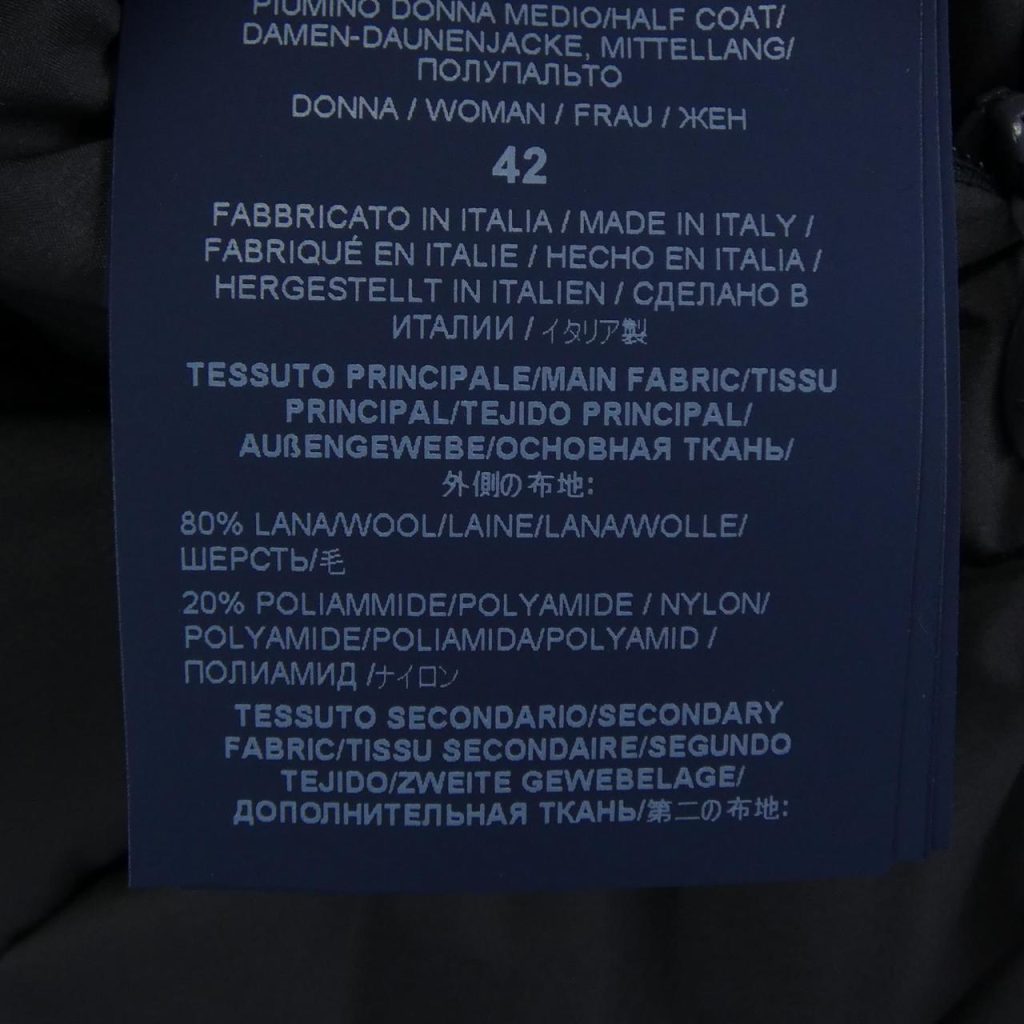 PIUMINO DONNA MEDIO/HALF COAT/
DAMEN-DAUNENJACKE, MITTELLANG/
ПОЛУПАЛЬТО
DONNA / WOMAN / FRAU / ЖЕН
42
FABBRICATO IN ITALIA / MADE IN ITALY /
FABRIQUÉ EN ITALIE / HECHO EN ITALIA /
HERGESTELLT IN ITALIEN / СДЕЛАНО В
ИТАЛИИ / イタリア製
TESSUTO PRINCIPALE/MAIN FABRIC/TISSU
PRINCIPAL/TEJIDO PRINCIPAL/
AUßENGEWEBE/ОСНОВНАЯ ТКАНЬ/
外側の布地:
80% LANA/WOOL/LAINE/LANA/WOLLE/
ШЕРСТЬ/毛
20% POLIAMMIDE/POLYAMIDE / NYLON/
POLYAMIDE/POLIAMIDA/POLYAMID /
ПОЛИАМИД /ナイロン
TESSUTO SECONDARIO/SECONDARY
FABRIC/TISSU SECONDAIRE/SEGUNDO
TEJIDO/ZWEITE GEWEBELAGE/
ДОПОЛНИТЕЛЬНАЯ ТКАНЬ/第二の布地: